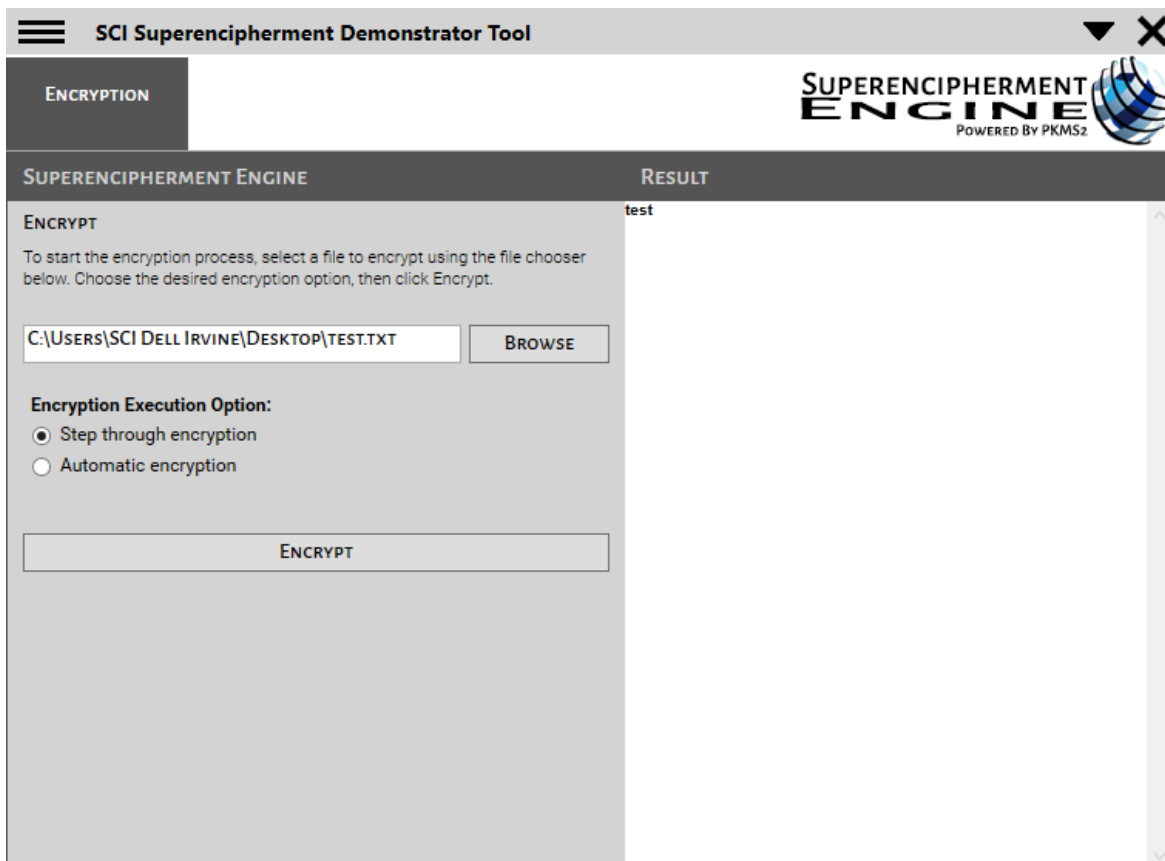 SCI Superencipherment Demonstrator Tool
ENCRYPTION
SUPERENCIPHERMENT
ENGINE
POWERED BY PKMS2
SUPERENCIPHERMENT ENGINE
RESULT
ENCRYPT
To start the encryption process, select a file to encrypt using the file chooser
below. Choose the desired encryption option, then click Encrypt.
C:\USERS\SCI DELL IRVINE\DESKTOP\TEST.TXT
BROWSE
Encryption Execution Option:
Step through encryption
Automatic encryption
ENCRYPT
test